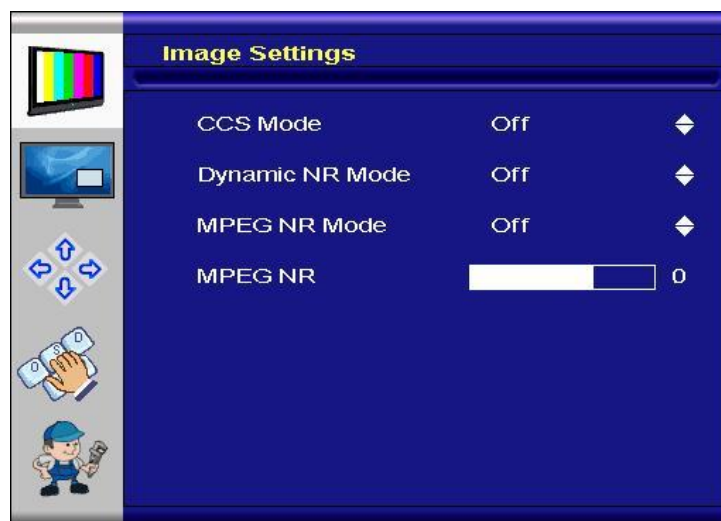 Image Settings
CCS Mode Off
Dynamic NR Mode Off
MPEG NR Mode Off
MPEG NR 0
O S D